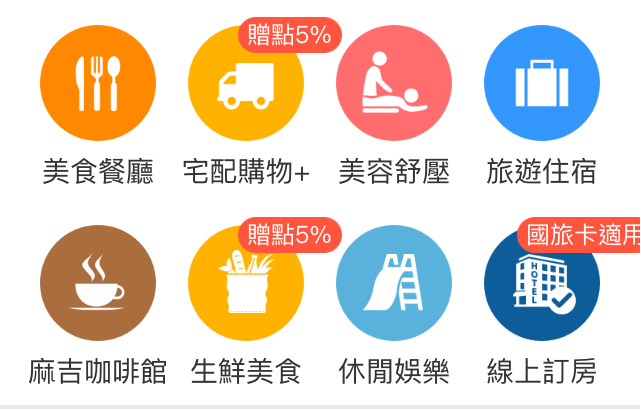 贈點5%
美食餐廳
宅配購物+
美容舒壓
旅遊住宿
贈點5%
國旅卡適用
HOTEL
麻吉咖啡館
生鮮美食
休閒娛樂
線上訂房